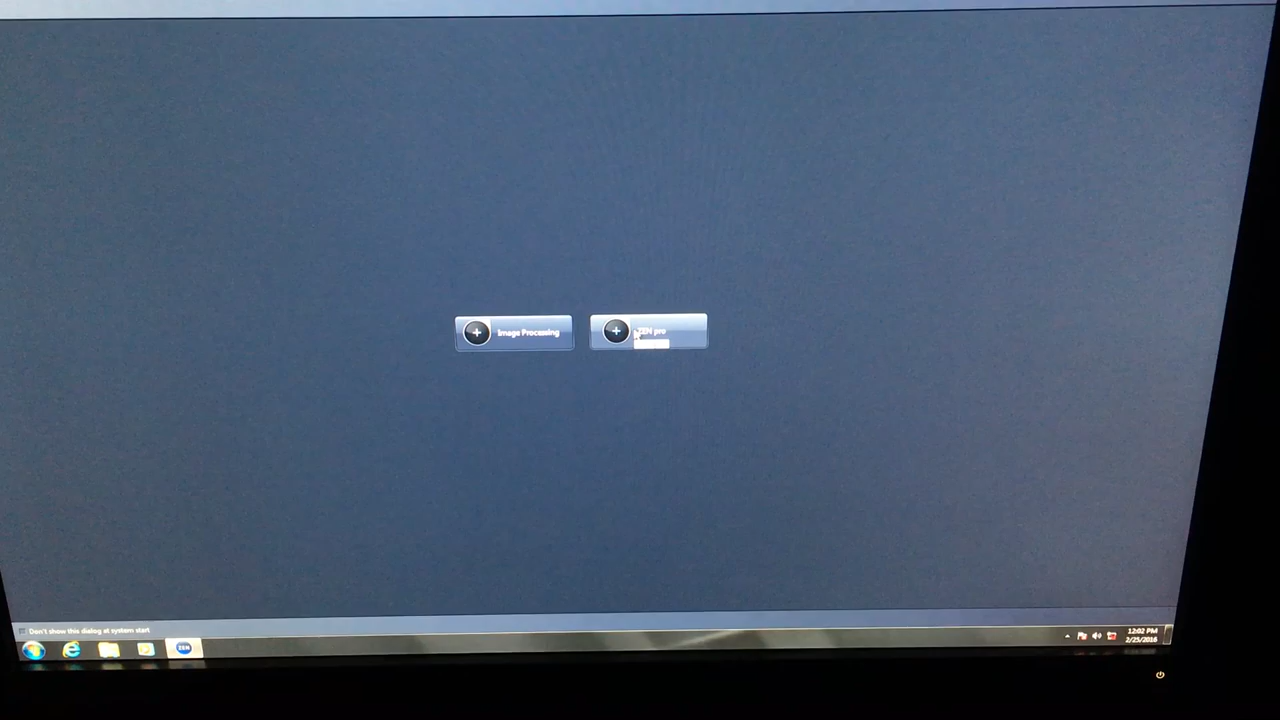 Image Processing
ZEN pro
Don't show this dialog at system start
ZEN
12:02 PM
2/25/2016